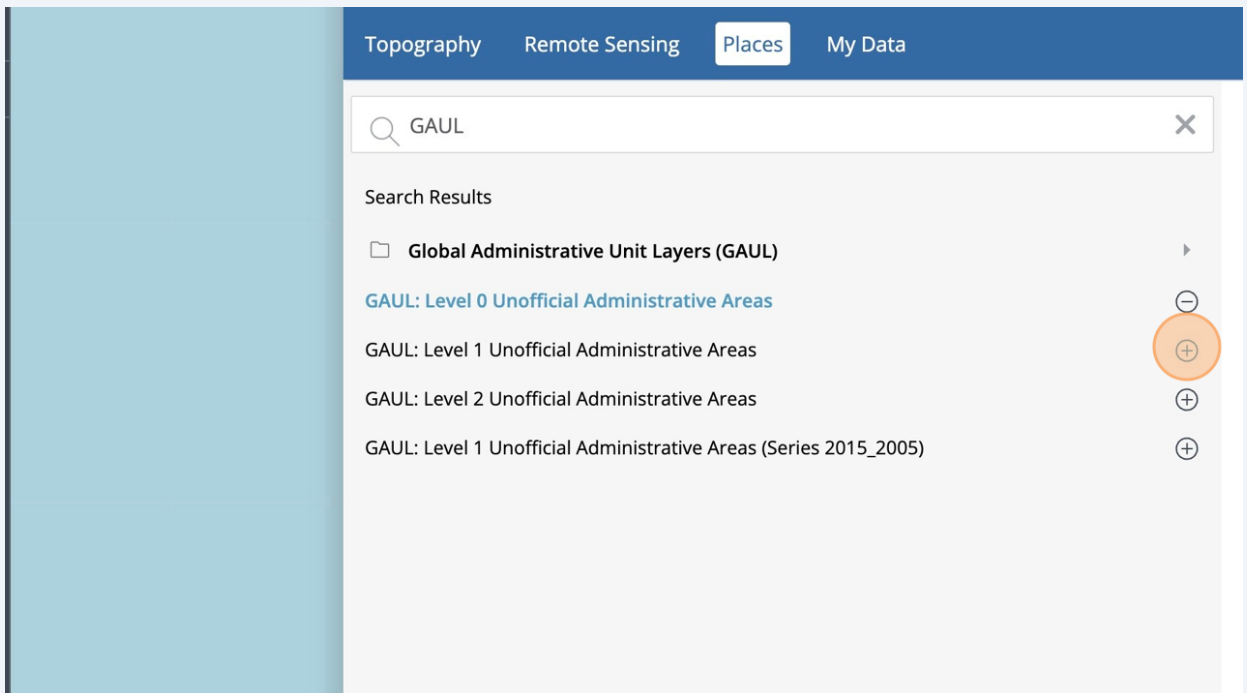 Topography Remote Sensing Places My Data
GAUL
Search Results
Global Administrative Unit Layers (GAUL)
GAUL: Level 0 Unofficial Administrative Areas
GAUL: Level 1 Unofficial Administrative Areas
GAUL: Level 2 Unofficial Administrative Areas
GAUL: Level 1 Unofficial Administrative Areas (Series 2015_2005)